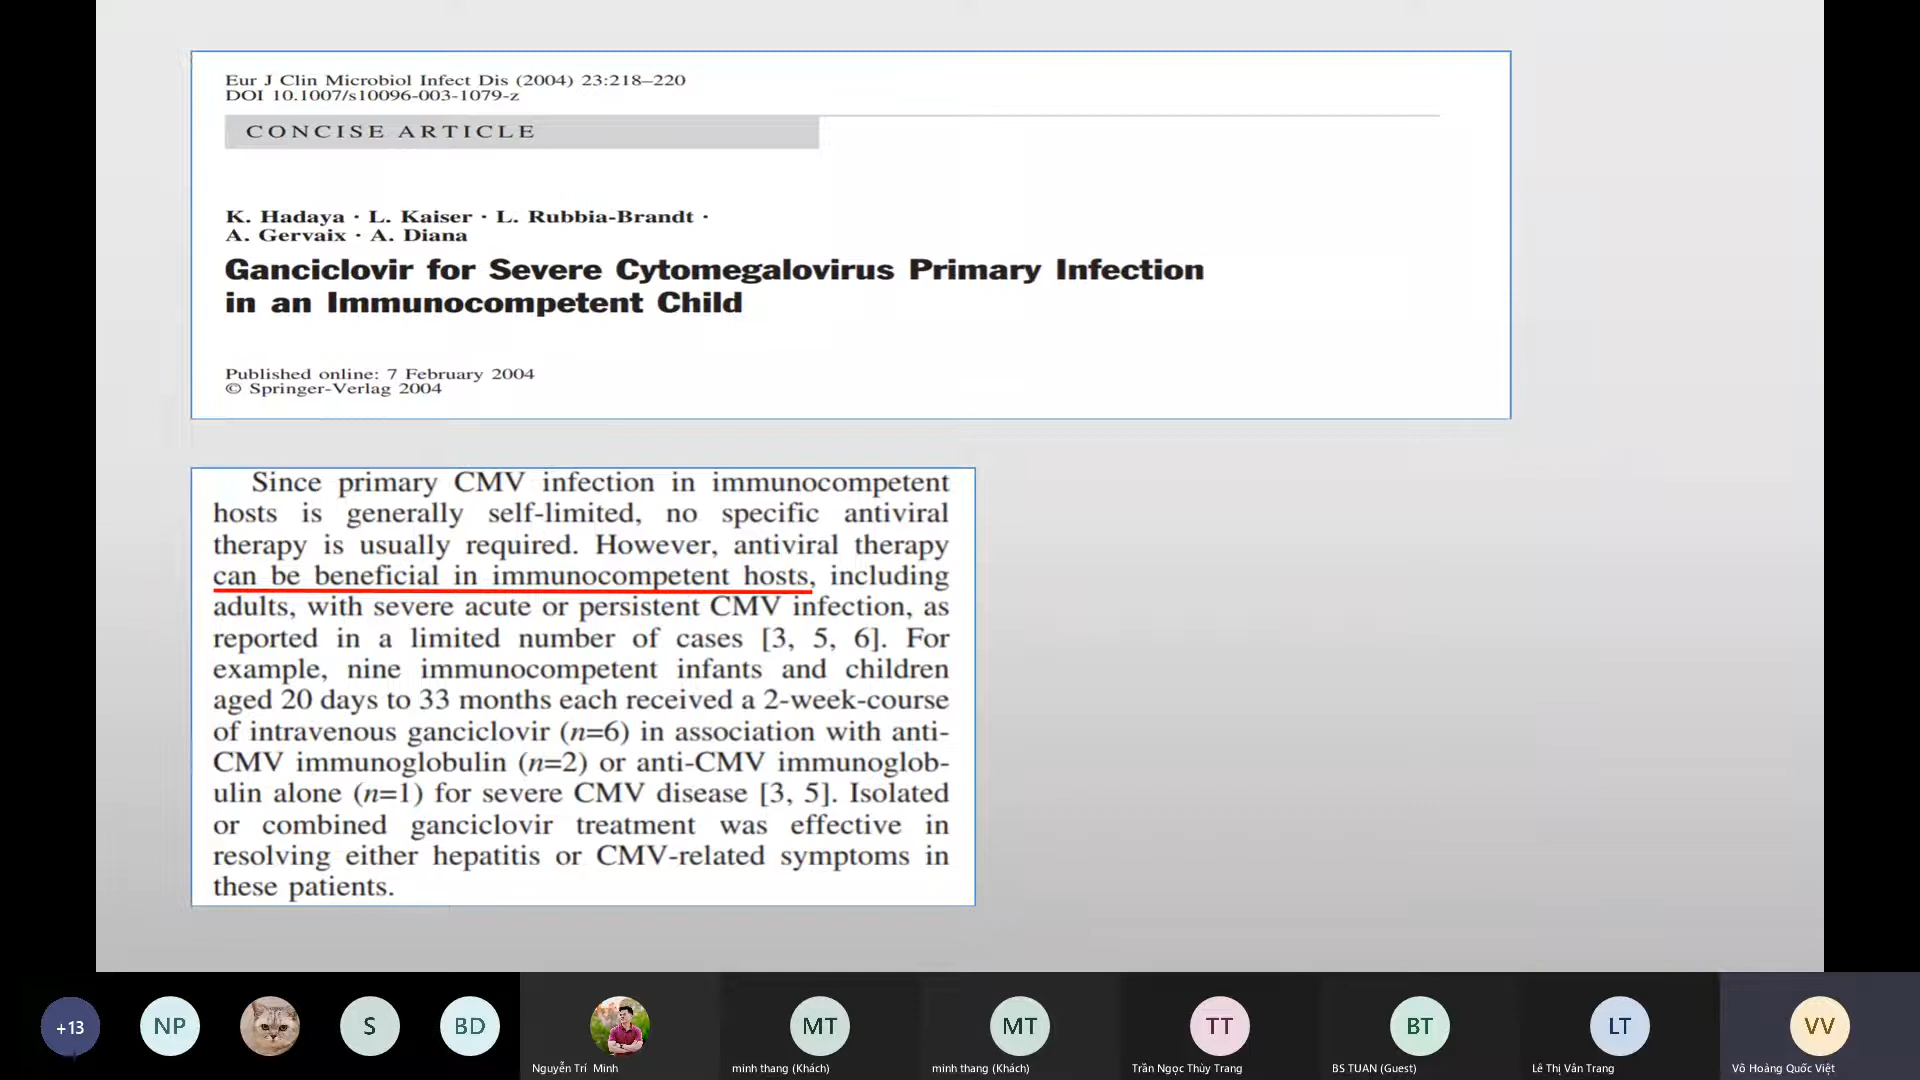 Eur J Clin Microbiol Infect Dis (2004) 23:218–220
DOI 10.1007/s10096-003-1079-z
CONCISE ARTICLE
K. Hadaya · L. Kaiser · L. Rubbia-Brandt ·
A. Gervaix · A. Diana
Ganciclovir for Severe Cytomegalovirus Primary Infection
in an Immunocompetent Child
Published online: 7 February 2004
© Springer-Verlag 2004
Since primary CMV infection in immunocompetent
hosts is generally self-limited, no specific antiviral
therapy is usually required. However, antiviral therapy
can be beneficial in immunocompetent hosts, including
adults, with severe acute or persistent CMV infection, as
reported in a limited number of cases [3, 5, 6]. For
example, nine immunocompetent infants and children
aged 20 days to 33 months each received a 2-week-course
of intravenous ganciclovir (n=6) in association with anti-
CMV immunoglobulin (n=2) or anti-CMV immunoglob-
ulin alone (n=1) for severe CMV disease [3, 5]. Isolated
or combined ganciclovir treatment was effective in
resolving either hepatitis or CMV-related symptoms in
these patients.
+13
NP
S
BD
MT
MT
TT
BT
LT
VV
Nguyễn Trí Minh
minh thang (Khách)
minh thang (Khách)
Trần Ngọc Thùy Trang
BS TUAN (Guest)
Lê Thị Vân Trang
Võ Hoàng Quốc Việt